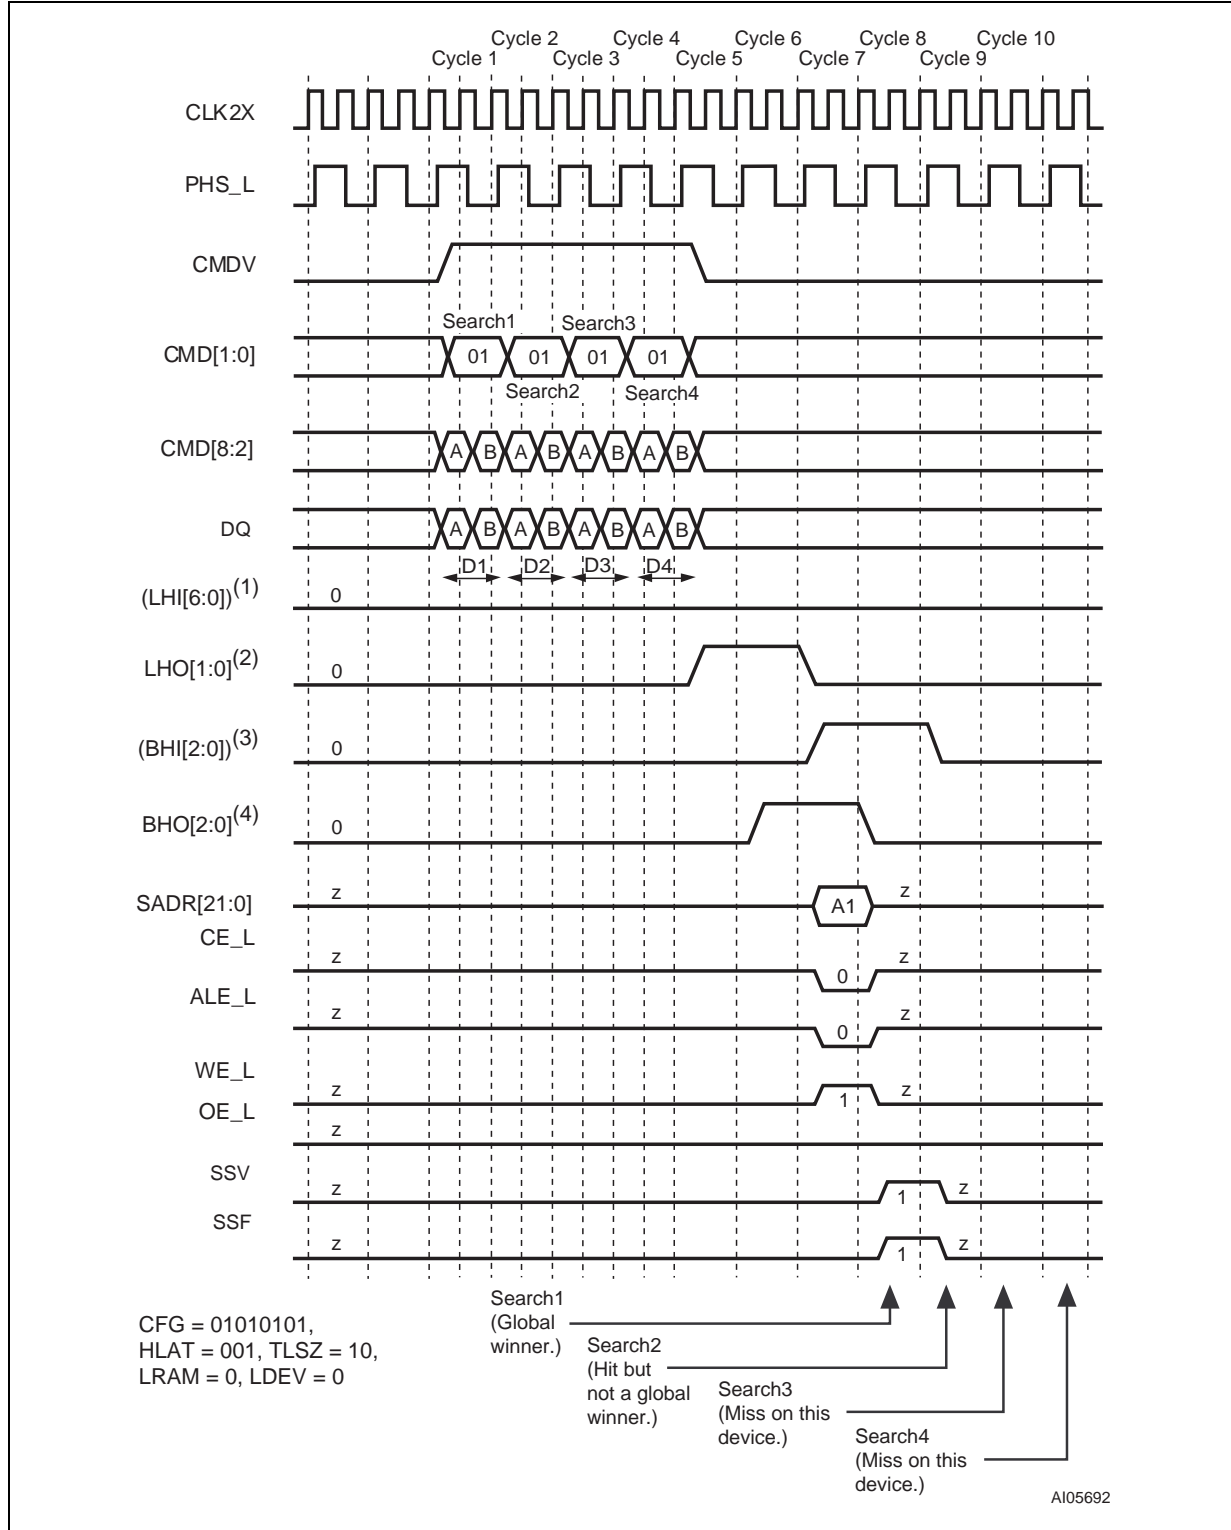 Cycle 2 Cycle 4 Cycle 6 Cycle 8 Cycle 10
Cycle 1 Cycle 3 Cycle 5 Cycle 7 Cycle 9
CLK2X
PHS_L
CMDV
Search1 Search3
CMD[1:0] 01 01 01 01
Search2 Search4
CMD[8:2] A B A B A B A B
DQ A B A B A B A B
D1 D2 D3 D4
(LHI[6:0])(1) 0
LHO[1:0](2) 0
(BHI[2:0])(3) 0
BHO[2:0](4) 0
SADR[21:0] z A1 z
CE_L
z 0 z
ALE_L
z 0 z
WE_L
z 1 z
OE_L
z
SSV
z 1 z
SSF
z 1 z
Search1
(Global
winner.)
Search2
(Hit but
not a global
winner.)
Search3
(Miss on this
device.)
Search4
(Miss on this
device.)
CFG = 01010101,
HLAT = 001, TLSZ = 10,
LRAM = 0, LDEV = 0
AI05692